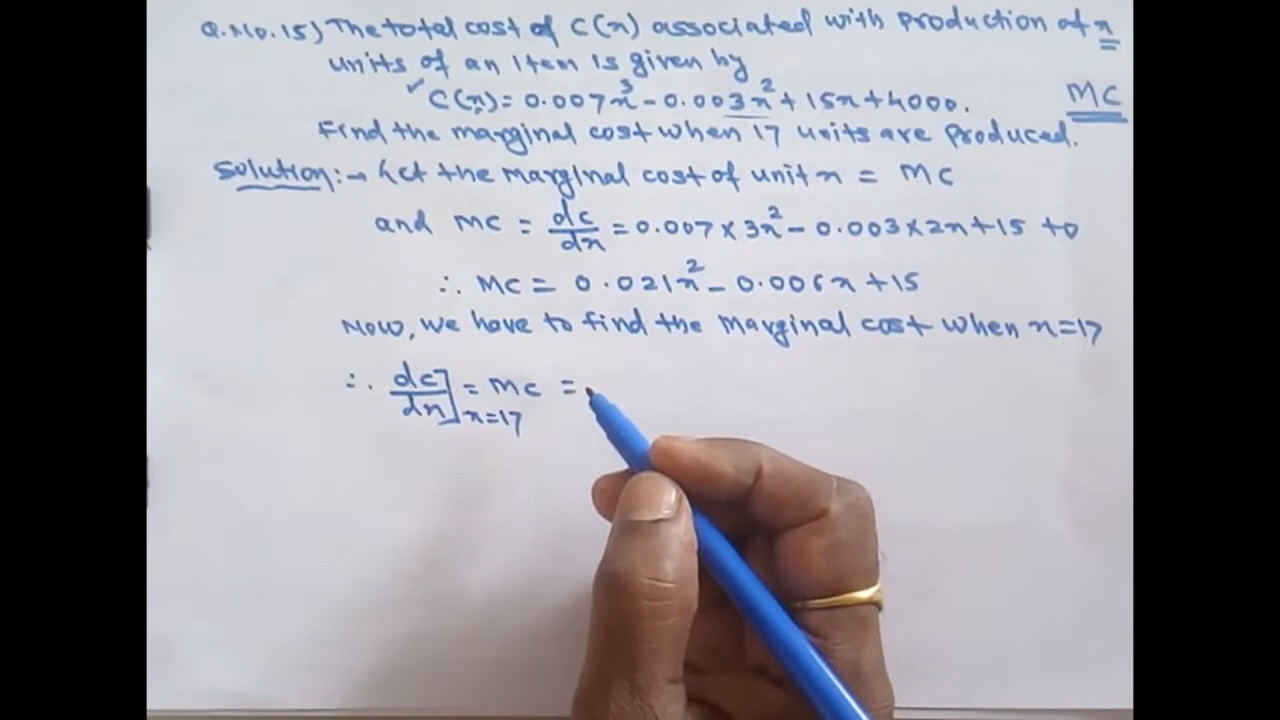 Q.No.15) The total cost of C(x) associated with production of x
units of an item is given by
✓ C(x) = 0.007x³ - 0.003x² + 15x + 4000.
MC
Find the marginal cost when 17 units are produced.
Solution:→ Let the marginal cost of unit x = MC
and MC = dc/dx = 0.007 × 3x² - 0.003 × 2x + 15 + 0
∴ MC = 0.021x² - 0.006x + 15
Now, we have to find the marginal cost when x = 17
∴ dc/dx]x=17 = MC =